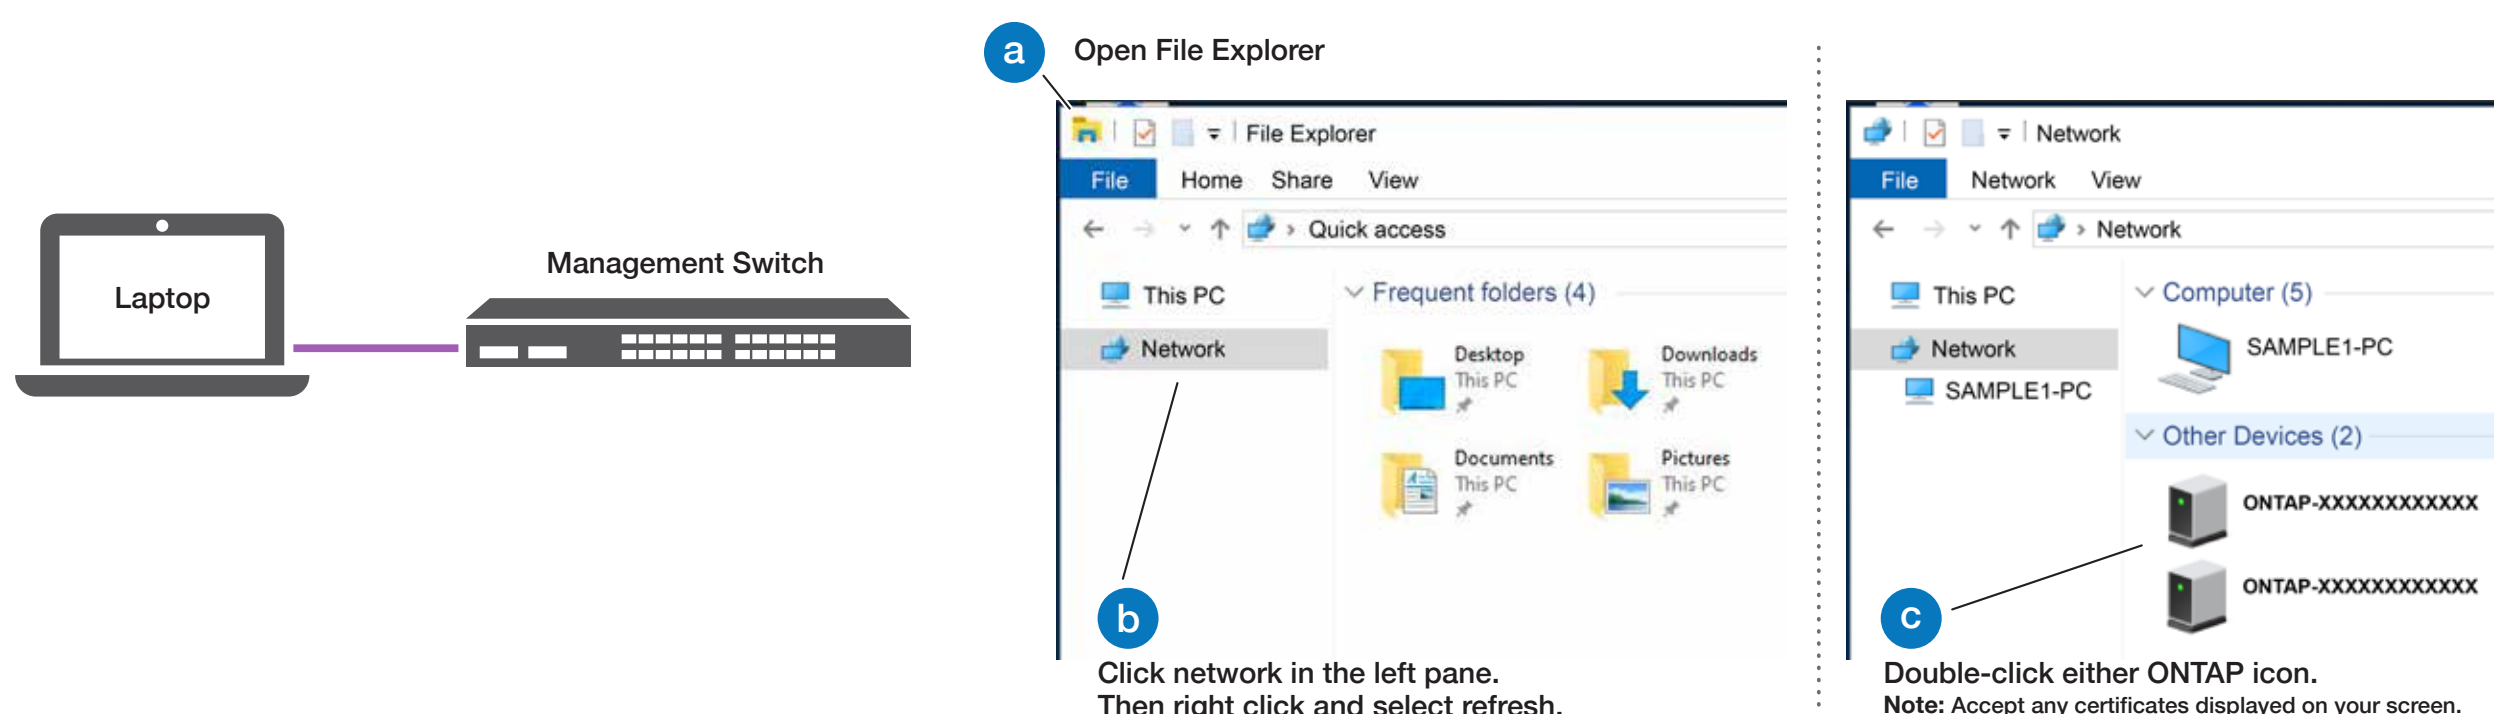 Laptop
Management Switch
a
Open File Explorer
File Explorer
File Home Share View
Quick access
This PC
Network
Frequent folders (4)
Desktop
This PC
Downloads
This PC
Documents
This PC
Pictures
This PC
b
Click network in the left pane.
Then right click and select refresh.
Network
File Network View
Network
This PC
Network
SAMPLE1-PC
Computer (5)
SAMPLE1-PC
Other Devices (2)
ONTAP-XXXXXXXXXXXX
ONTAP-XXXXXXXXXXXX
c
Double-click either ONTAP icon.
Note: Accept any certificates displayed on your screen.